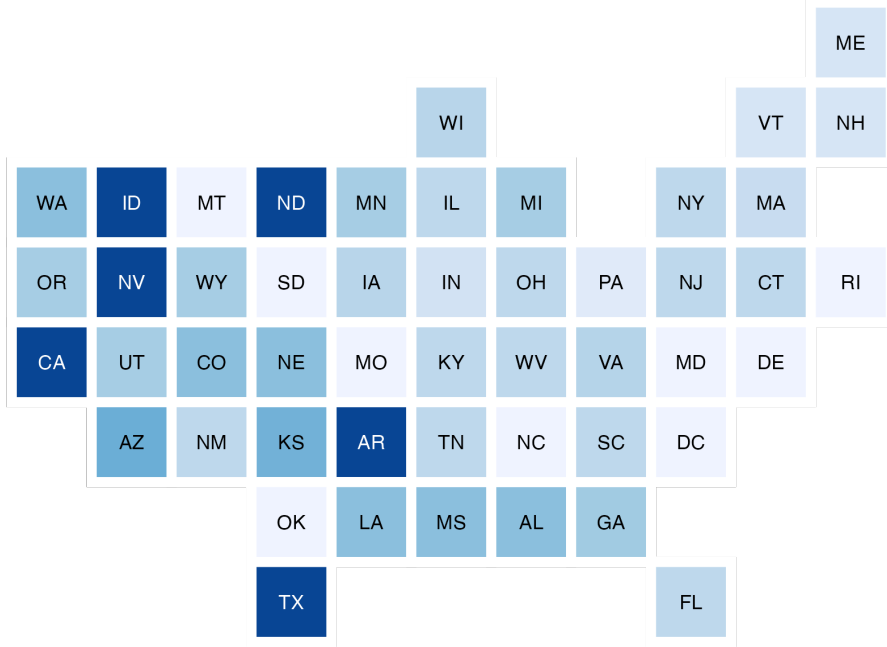 ME
WI VT NH
WA ID MT ND MN IL MI NY MA
OR NV WY SD IA IN OH PA NJ CT RI
CA UT CO NE MO KY WV VA MD DE
AZ NM KS AR TN NC SC DC
OK LA MS AL GA
TX FL